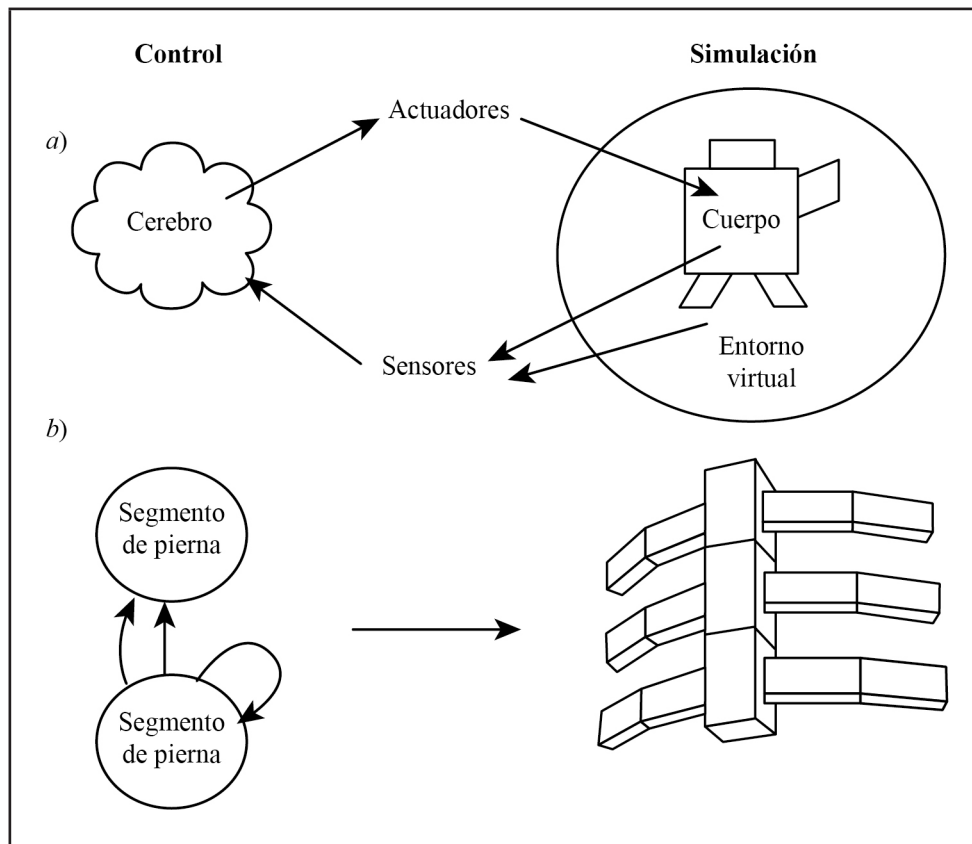 Control
Simulación
a)
Actuadores
Cerebro
Cuerpo
Sensores
Entorno
virtual
b)
Segmento
de pierna
Segmento
de pierna